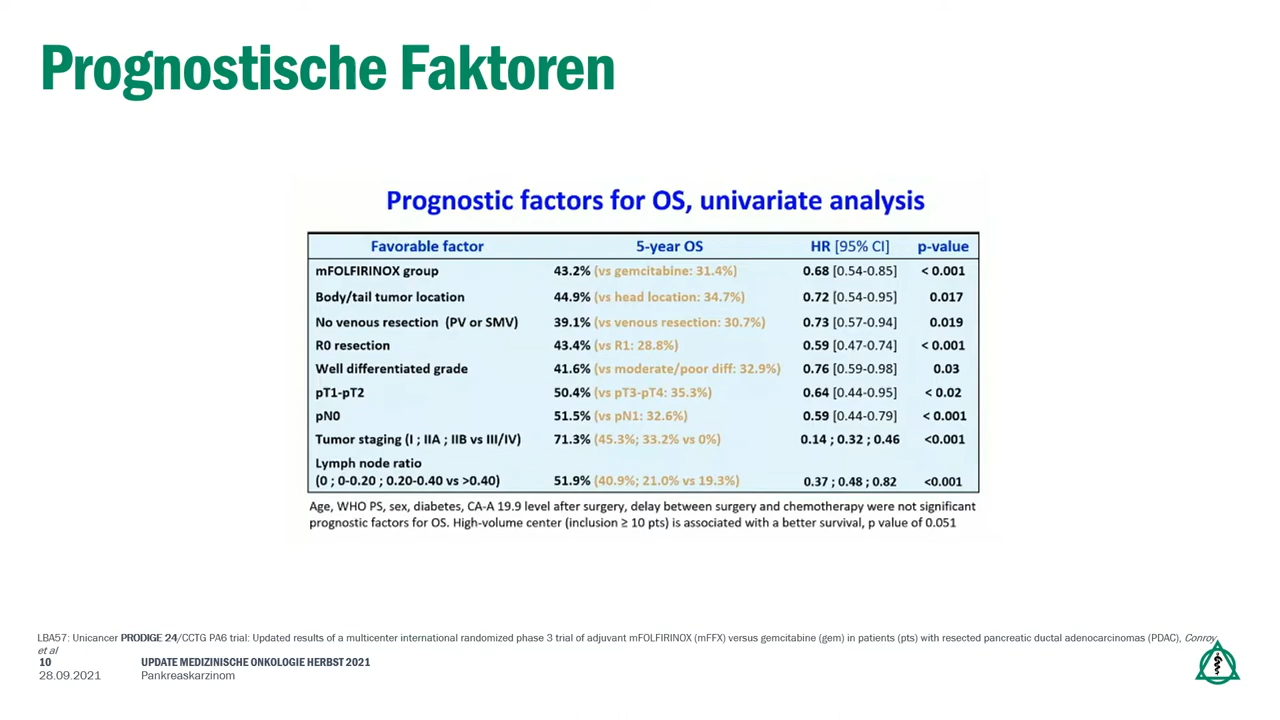 Prognostische Faktoren
Prognostic factors for OS, univariate analysis
Favorable factor 5-year OS HR [95% CI] p-value
mFOLFIRINOX group 43.2% (vs gemcitabine: 31.4%) 0.68 [0.54-0.85] < 0.001
Body/tail tumor location 44.9% (vs head location: 34.7%) 0.72 [0.54-0.95] 0.017
No venous resection (PV or SMV) 39.1% (vs venous resection: 30.7%) 0.73 [0.57-0.94] 0.019
R0 resection 43.4% (vs R1: 28.8%) 0.59 [0.47-0.74] < 0.001
Well differentiated grade 41.6% (vs moderate/poor diff: 32.9%) 0.76 [0.59-0.98] 0.03
pT1-pT2 50.4% (vs pT3-pT4: 35.3%) 0.64 [0.44-0.95] < 0.02
pN0 51.5% (vs pN1: 32.6%) 0.59 [0.44-0.79] < 0.001
Tumor staging (I ; IIA ; IIB vs III/IV) 71.3% (45.3%; 33.2% vs 0%) 0.14 ; 0.32 ; 0.46 <0.001
Lymph node ratio
(0 ; 0-0.20 ; 0.20-0.40 vs >0.40) 51.9% (40.9%; 21.0% vs 19.3%) 0.37 ; 0.48 ; 0.82 <0.001
Age, WHO PS, sex, diabetes, CA-A 19.9 level after surgery, delay between surgery and chemotherapy were not significant
prognostic factors for OS. High-volume center (inclusion ≥ 10 pts) is associated with a better survival, p value of 0.051
LBA57: Unicancer PRODIGE 24/CCTG PA6 trial: Updated results of a multicenter international randomized phase 3 trial of adjuvant mFOLFIRINOX (mFFX) versus gemcitabine (gem) in patients (pts) with resected pancreatic ductal adenocarcinomas (PDAC), Conroy
et al
10 UPDATE MEDIZINISCHE ONKOLOGIE HERBST 2021
28.09.2021 Pankreaskarzinom